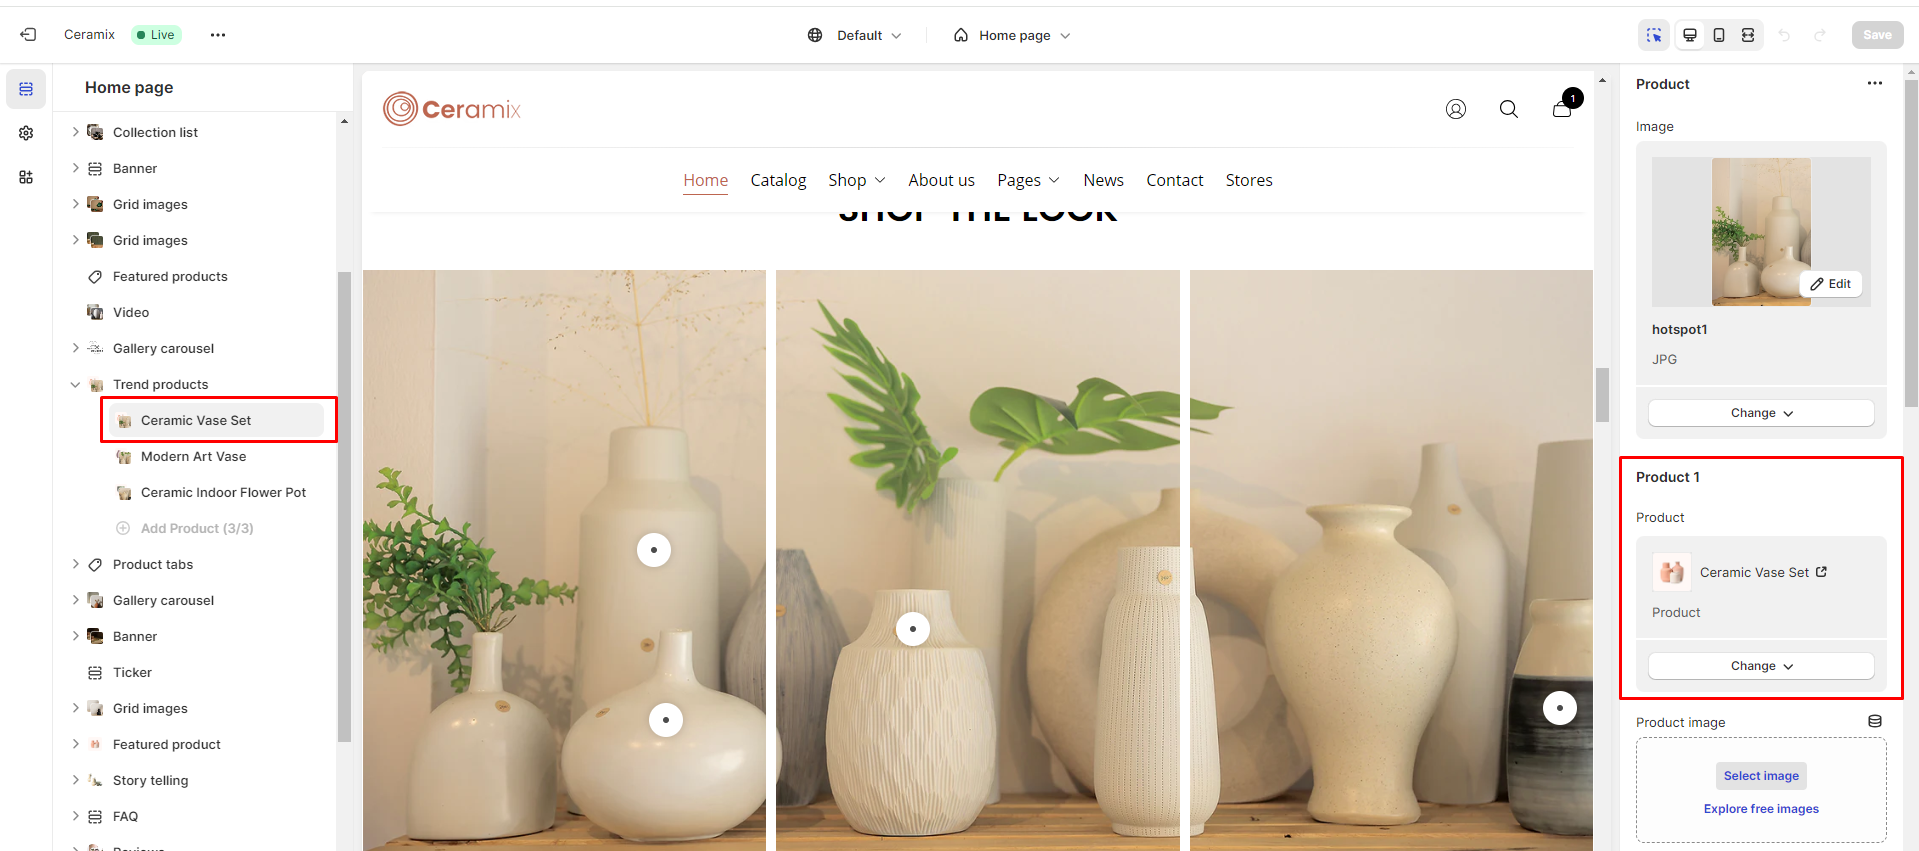 Ceramix
Live
Default
Home page
Save
Home page
Collection list
Banner
Grid images
Grid images
Featured products
Video
Gallery carousel
Trend products
Ceramic Vase Set
Modern Art Vase
Ceramic Indoor Flower Pot
Add Product (3/3)
Product tabs
Gallery carousel
Banner
Ticker
Grid images
Featured product
Story telling
FAQ
Reviews
Ceramix
1
Home
Catalog
Shop
About us
Pages
News
Contact
Stores
SHOP THE LOOK
Product
Image
Edit
hotspot1
JPG
Change
Product 1
Product
Ceramic Vase Set
Product
Change
Product image
Select image
Explore free images